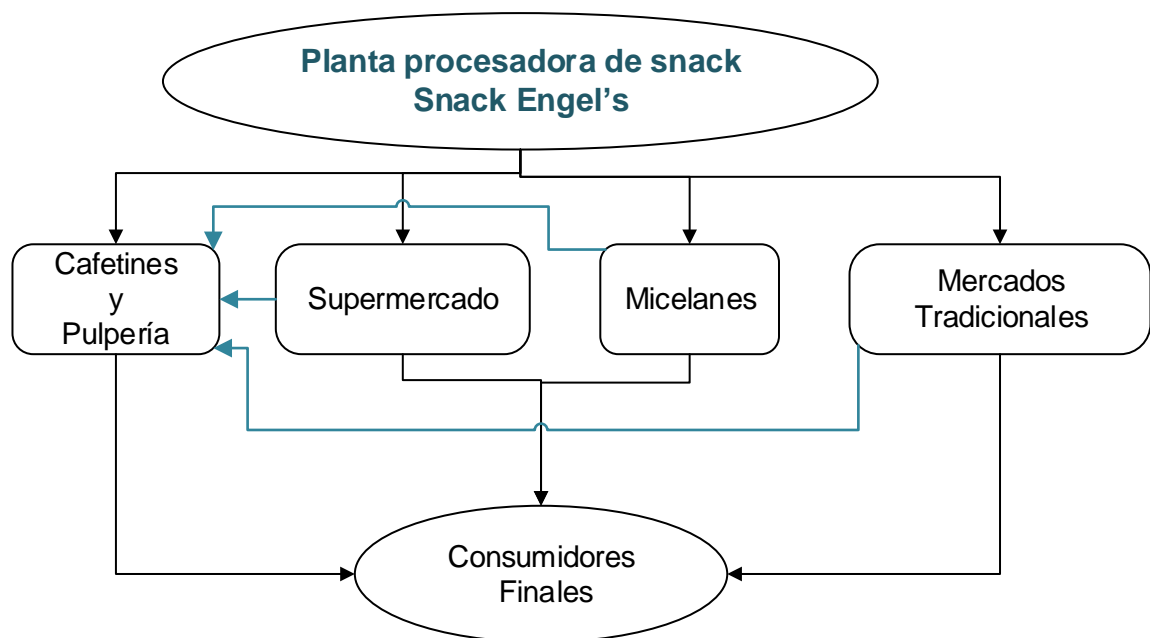 Planta procesadora de snack
Snack Engel’s
Cafetines
y
Pulpería
Supermercado
Micelanes
Mercados
Tradicionales
Consumidores
Finales